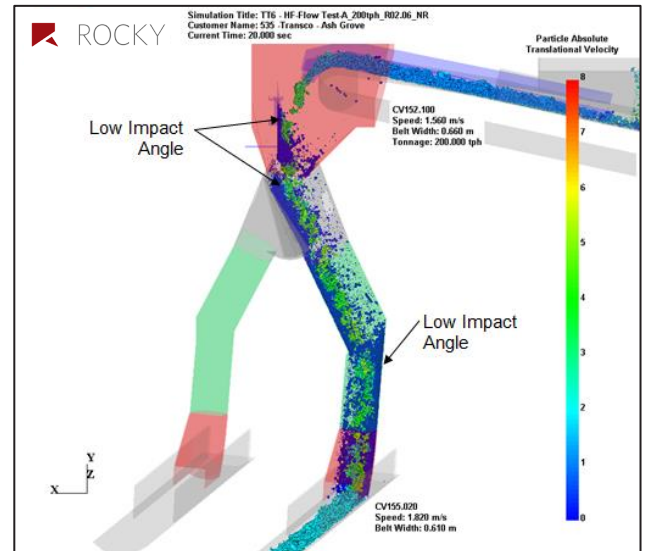 ROCKY
Simulation Title: TT6 - HF-Flow Test-A_200tph_R02.06_NR
Customer Name: 535 -Transco - Ash Grove
Current Time: 20.000 sec
Particle Absolute
Translational Velocity
8
7
6
5
4
3
2
1
0
Low Impact
Angle
CV152.100
Speed: 1.560 m/s
Belt Width: 0.660 m
Tonnage: 200.000 tph
Low Impact
Angle
Y
Z
X
CV155.020
Speed: 1.820 m/s
Belt Width: 0.610 m